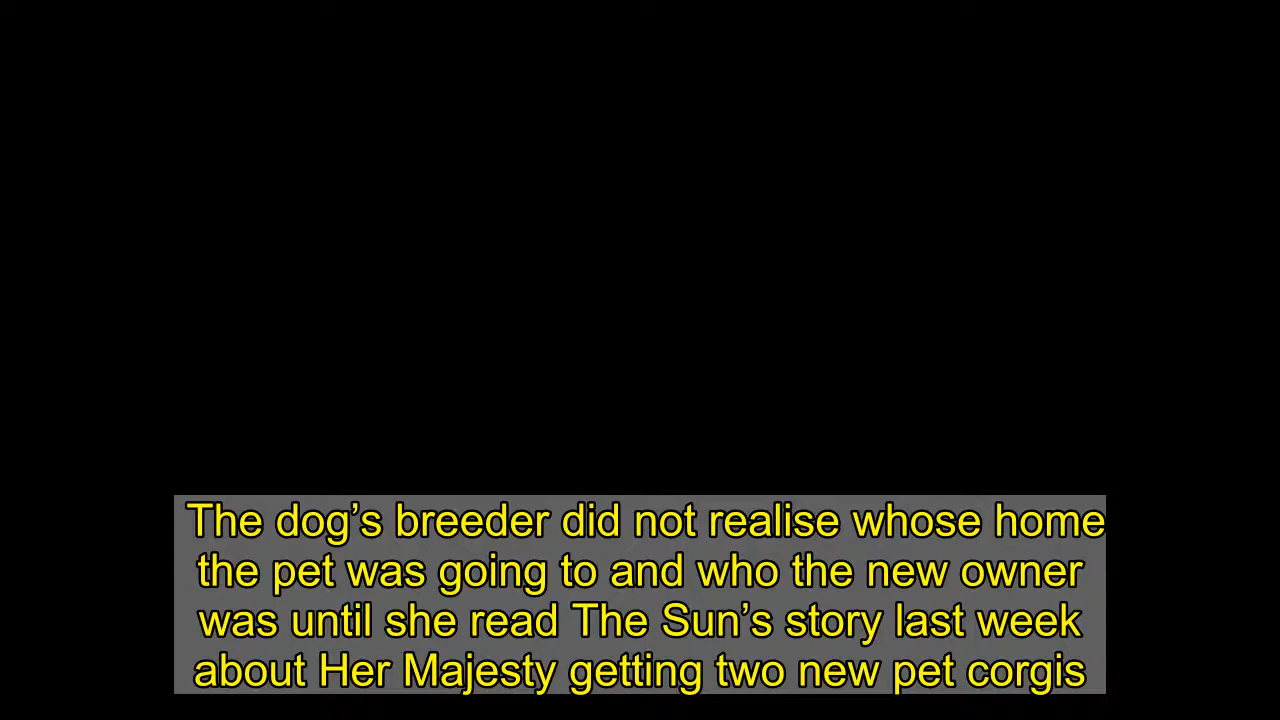 The dog’s breeder did not realise whose home
the pet was going to and who the new owner
was until she read The Sun’s story last week
about Her Majesty getting two new pet corgis